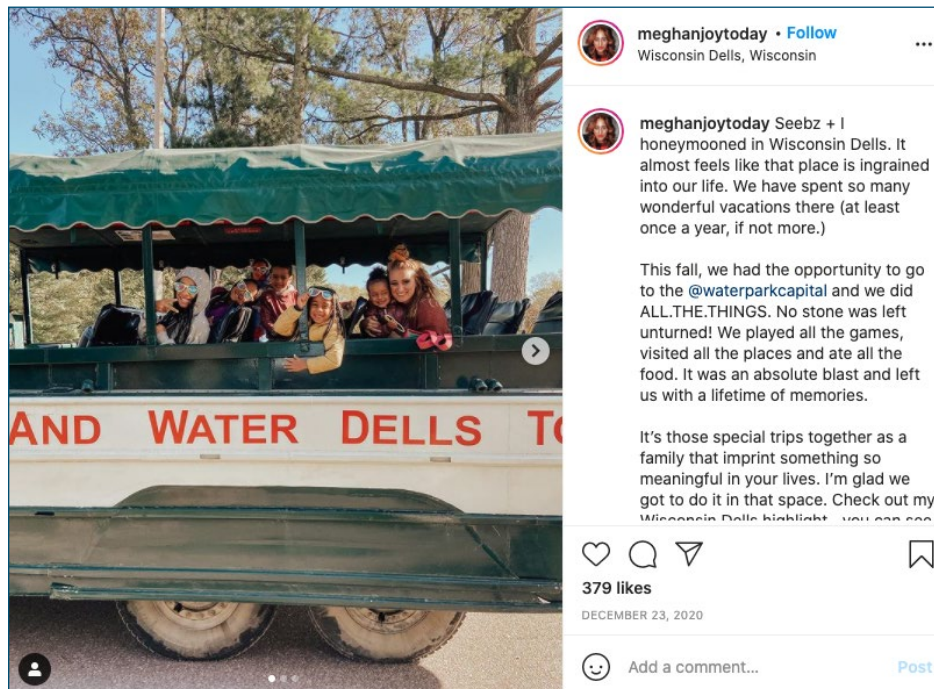 meghanjoytoday • Follow
Wisconsin Dells, Wisconsin
meghanjoytoday Seebz + I
honeymooned in Wisconsin Dells. It
almost feels like that place is ingrained
into our life. We have spent so many
wonderful vacations there (at least
once a year, if not more.)
This fall, we had the opportunity to go
to the @waterparkcapital and we did
ALL.THE.THINGS. No stone was left
unturned! We played all the games,
visited all the places and ate all the
food. It was an absolute blast and left
us with a lifetime of memories.
It's those special trips together as a
family that imprint something so
meaningful in your lives. I'm glad we
got to do it in that space. Check out my
Wisconsin Dells highlight - you can see
379 likes
DECEMBER 23, 2020
Add a comment... Post
AND WATER DELLS TO